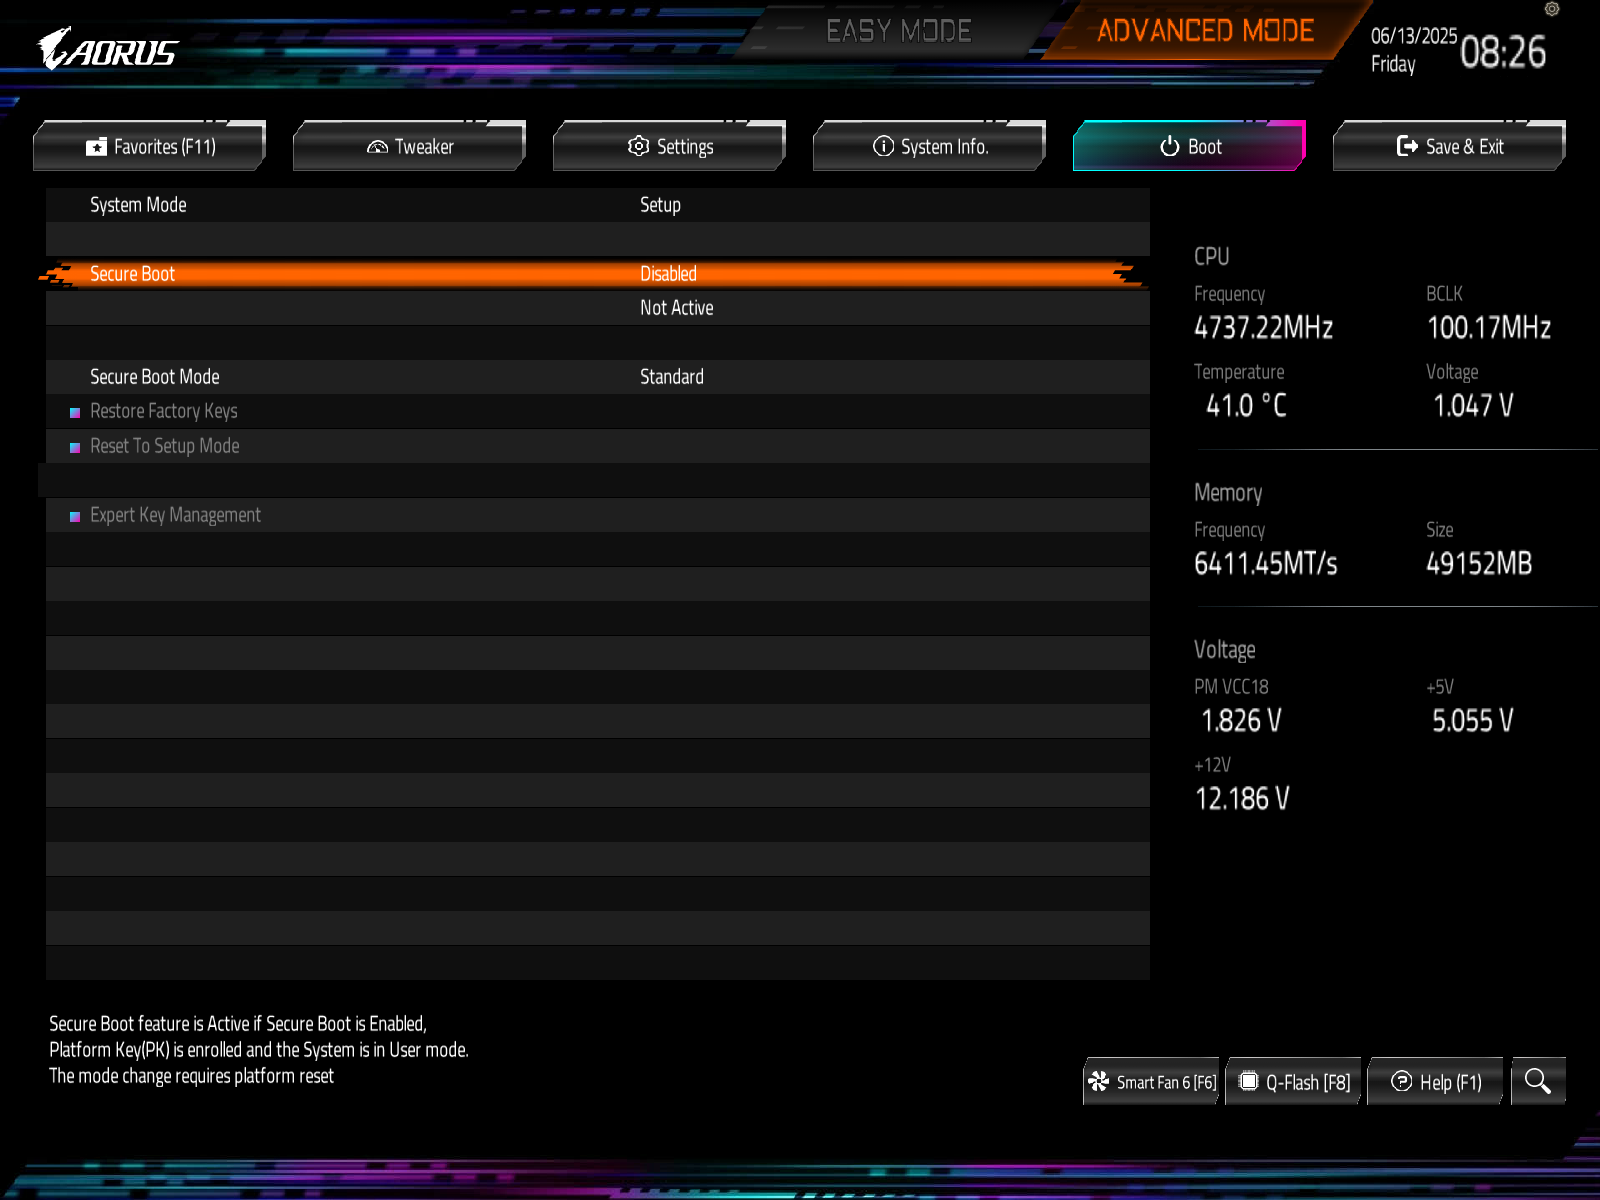 AORUS
EASY MODE
ADVANCED MODE
06/13/2025
Friday
08:26
Favorites (F11)
Tweaker
Settings
System Info.
Boot
Save & Exit
System Mode Setup
Secure Boot Disabled
Not Active
Secure Boot Mode Standard
Restore Factory Keys
Reset To Setup Mode
Expert Key Management
CPU
Frequency BCLK
4737.22MHz 100.17MHz
Temperature Voltage
41.0 °C 1.047 V
Memory
Frequency Size
6411.45MT/s 49152MB
Voltage
PM VCC18 +5V
1.826 V 5.055 V
+12V
12.186 V
Secure Boot feature is Active if Secure Boot is Enabled,
Platform Key(PK) is enrolled and the System is in User mode.
The mode change requires platform reset
Smart Fan 6 [F6]
Q-Flash [F8]
Help (F1)